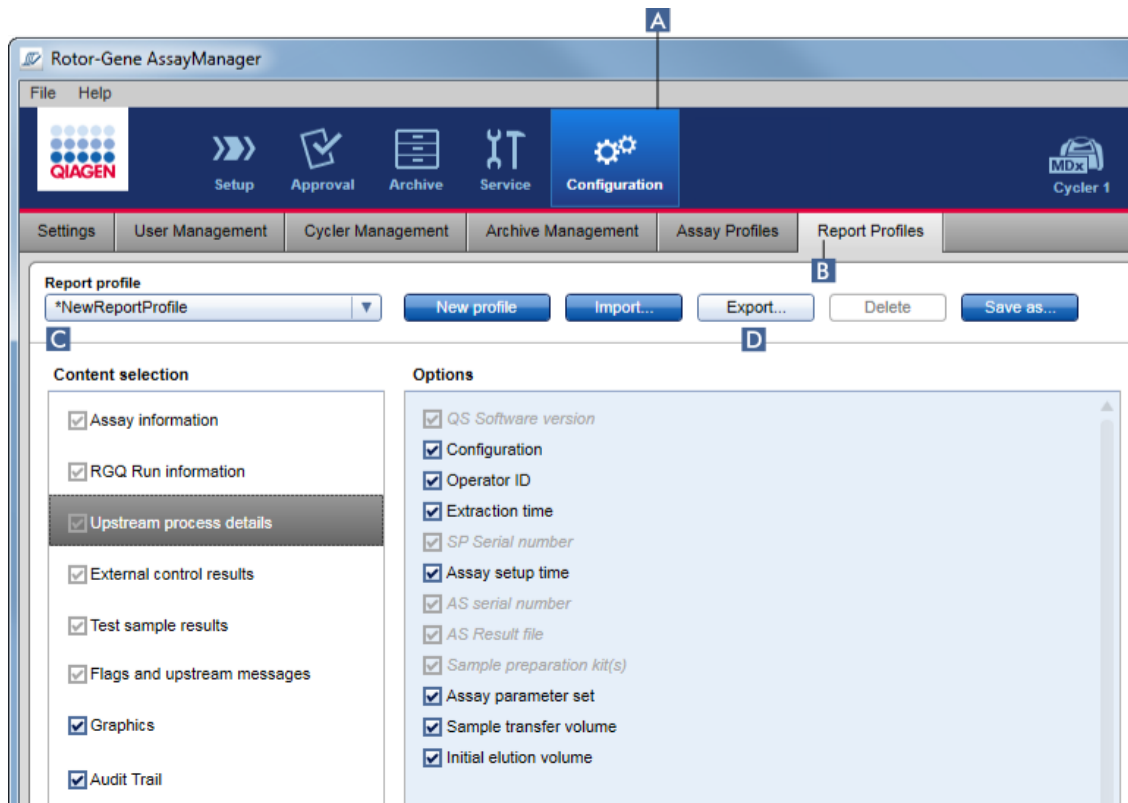 A
Rotor-Gene AssayManager
File Help
QIAGEN
Setup
Approval
Archive
Service
Configuration
MDx
Cycler 1
Settings
User Management
Cycler Management
Archive Management
Assay Profiles
Report Profiles
B
Report profile
*NewReportProfile
New profile
Import...
Export...
Delete
Save as...
C
D
Content selection
Assay information
RGQ Run information
Upstream process details
External control results
Test sample results
Flags and upstream messages
Graphics
Audit Trail
Options
QS Software version
Configuration
Operator ID
Extraction time
SP Serial number
Assay setup time
AS serial number
AS Result file
Sample preparation kit(s)
Assay parameter set
Sample transfer volume
Initial elution volume